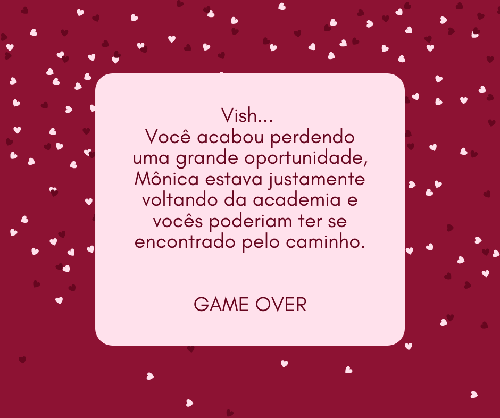 Vish...
Você acabou perdendo
uma grande oportunidade,
Mônica estava justamente
voltando da academia e
vocês poderiam ter se
encontrado pelo caminho.
GAME OVER